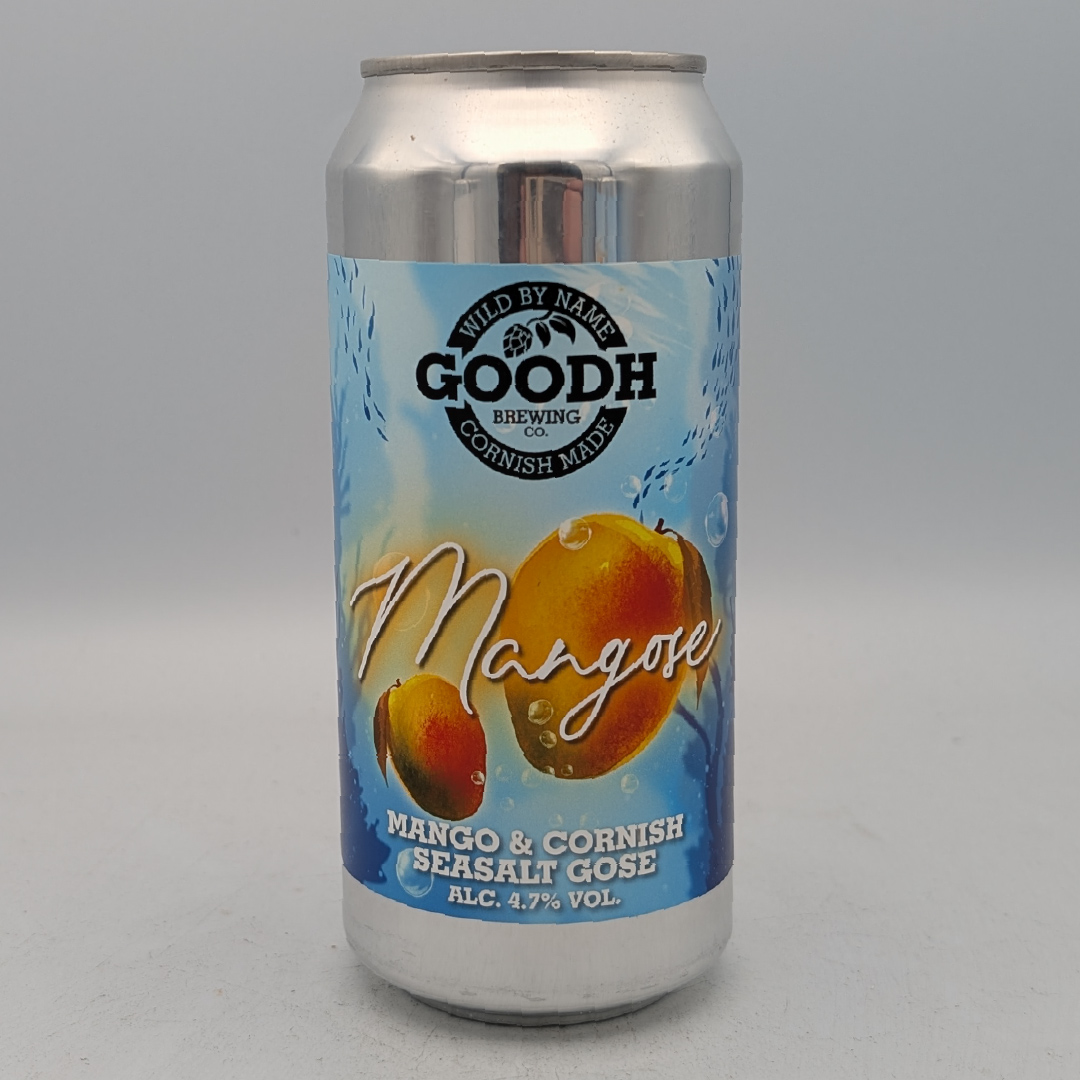 WILD BY NAME
GOODH
BREWING
CO.
CORNISH MADE
Mangose
MANGO & CORNISH
SEASALT GOSE
ALC. 4.7% VOL.